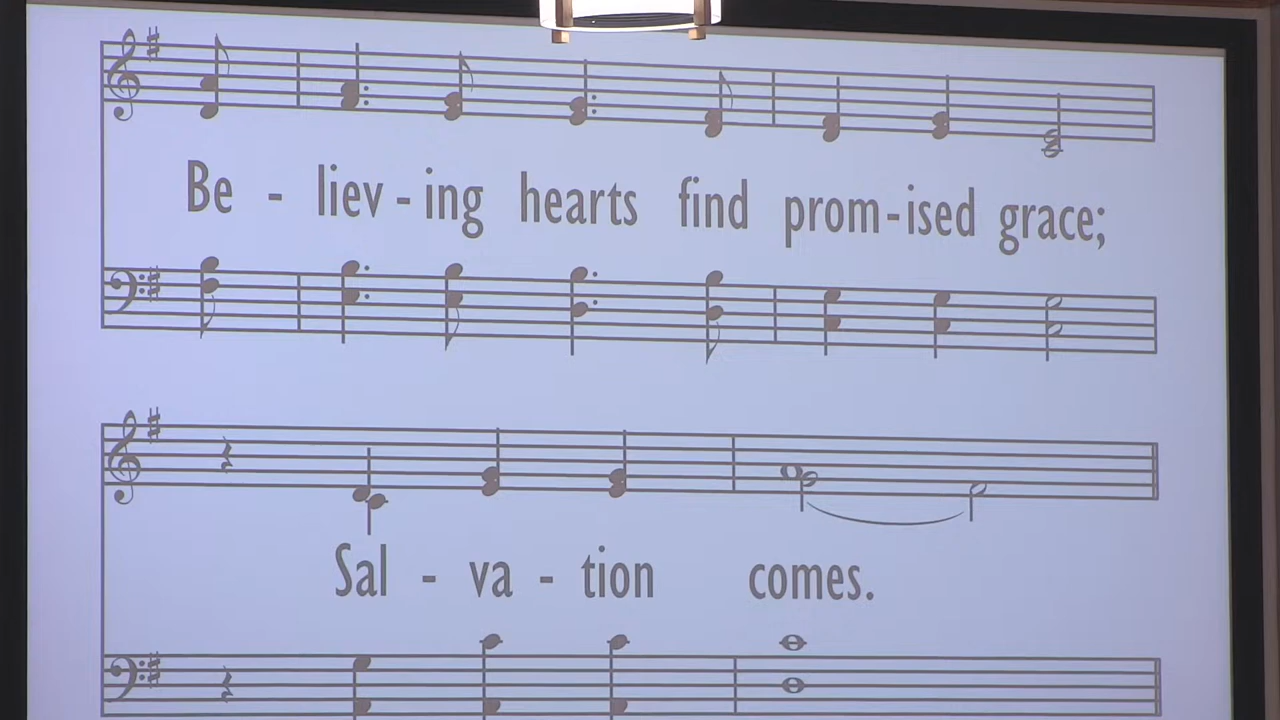 Be - liev - ing hearts find prom - ised grace;
Sal - va - tion comes.